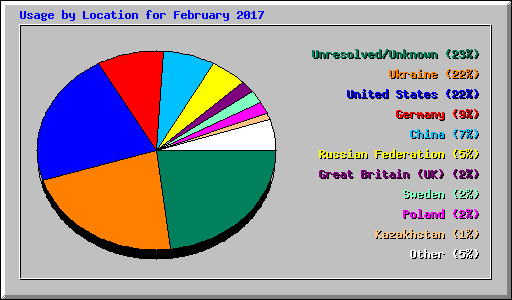 Usage by Location for February 2017
Unresolved/Unknown (23%)
Ukraine (22%)
United States (22%)
Germany (9%)
China (7%)
Russian Federation (5%)
Great Britain (UK) (2%)
Sweden (2%)
Poland (2%)
Kazakhstan (1%)
Other (5%)